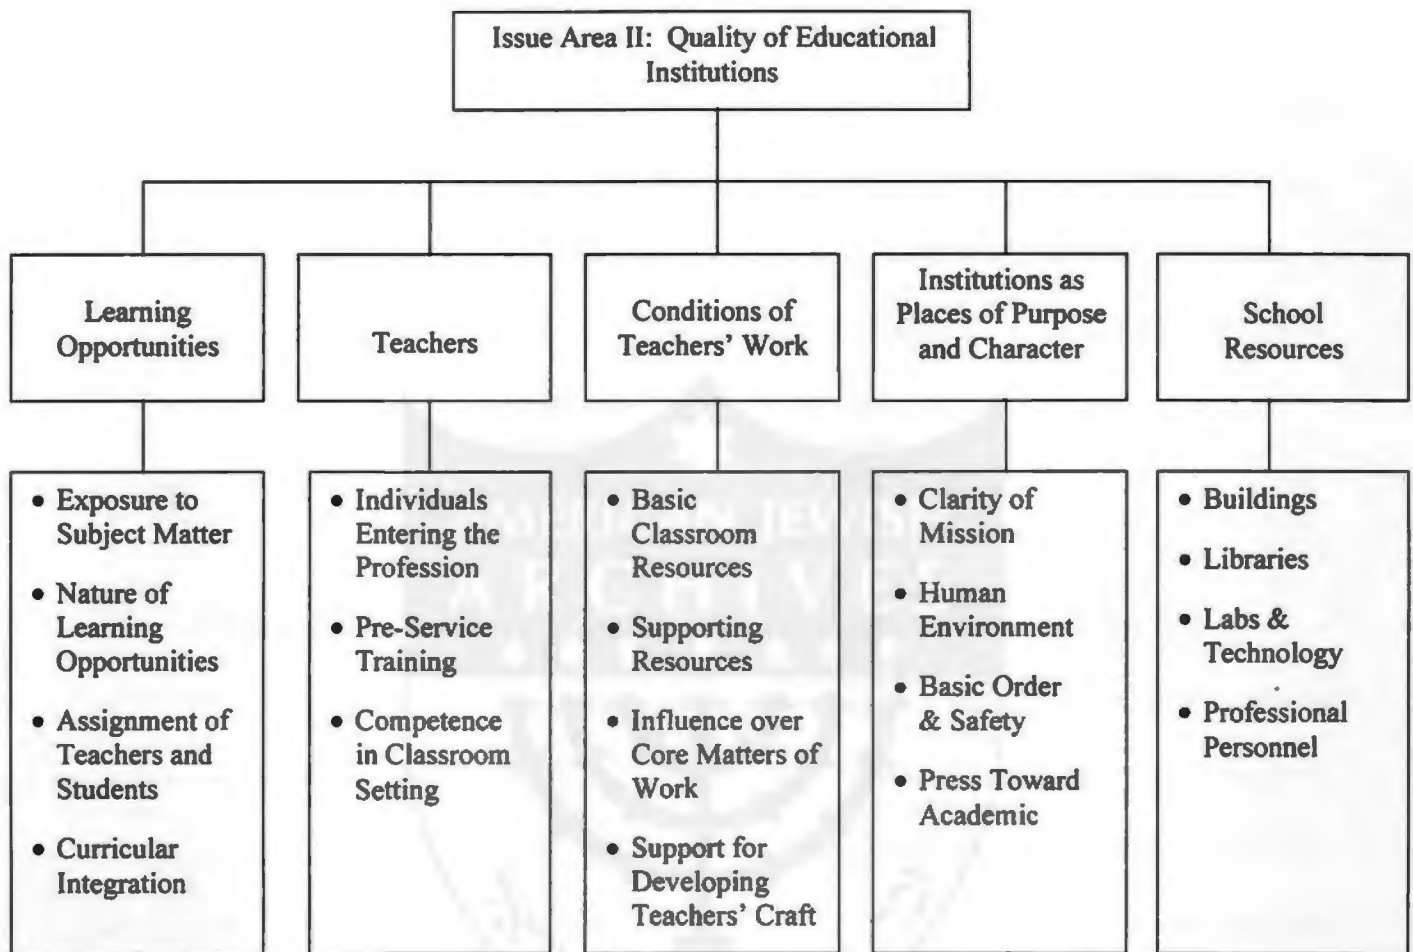 Issue Area II: Quality of Educational
Institutions
Learning
Opportunities
Teachers
Conditions of
Teachers' Work
Institutions as
Places of Purpose
and Character
School
Resources
• Exposure to
Subject Matter
• Nature of
Learning
Opportunities
• Assignment of
Teachers and
Students
• Curricular
Integration
• Individuals
Entering the
Profession
• Pre-Service
Training
• Competence
in Classroom
Setting
• Basic
Classroom
Resources
• Supporting
Resources
• Influence over
Core Matters of
Work
• Support for
Developing
Teachers' Craft
• Clarity of
Mission
• Human
Environment
• Basic Order
& Safety
• Press Toward
Academic
• Buildings
• Libraries
• Labs &
Technology
• Professional
Personnel
ARCHIVES